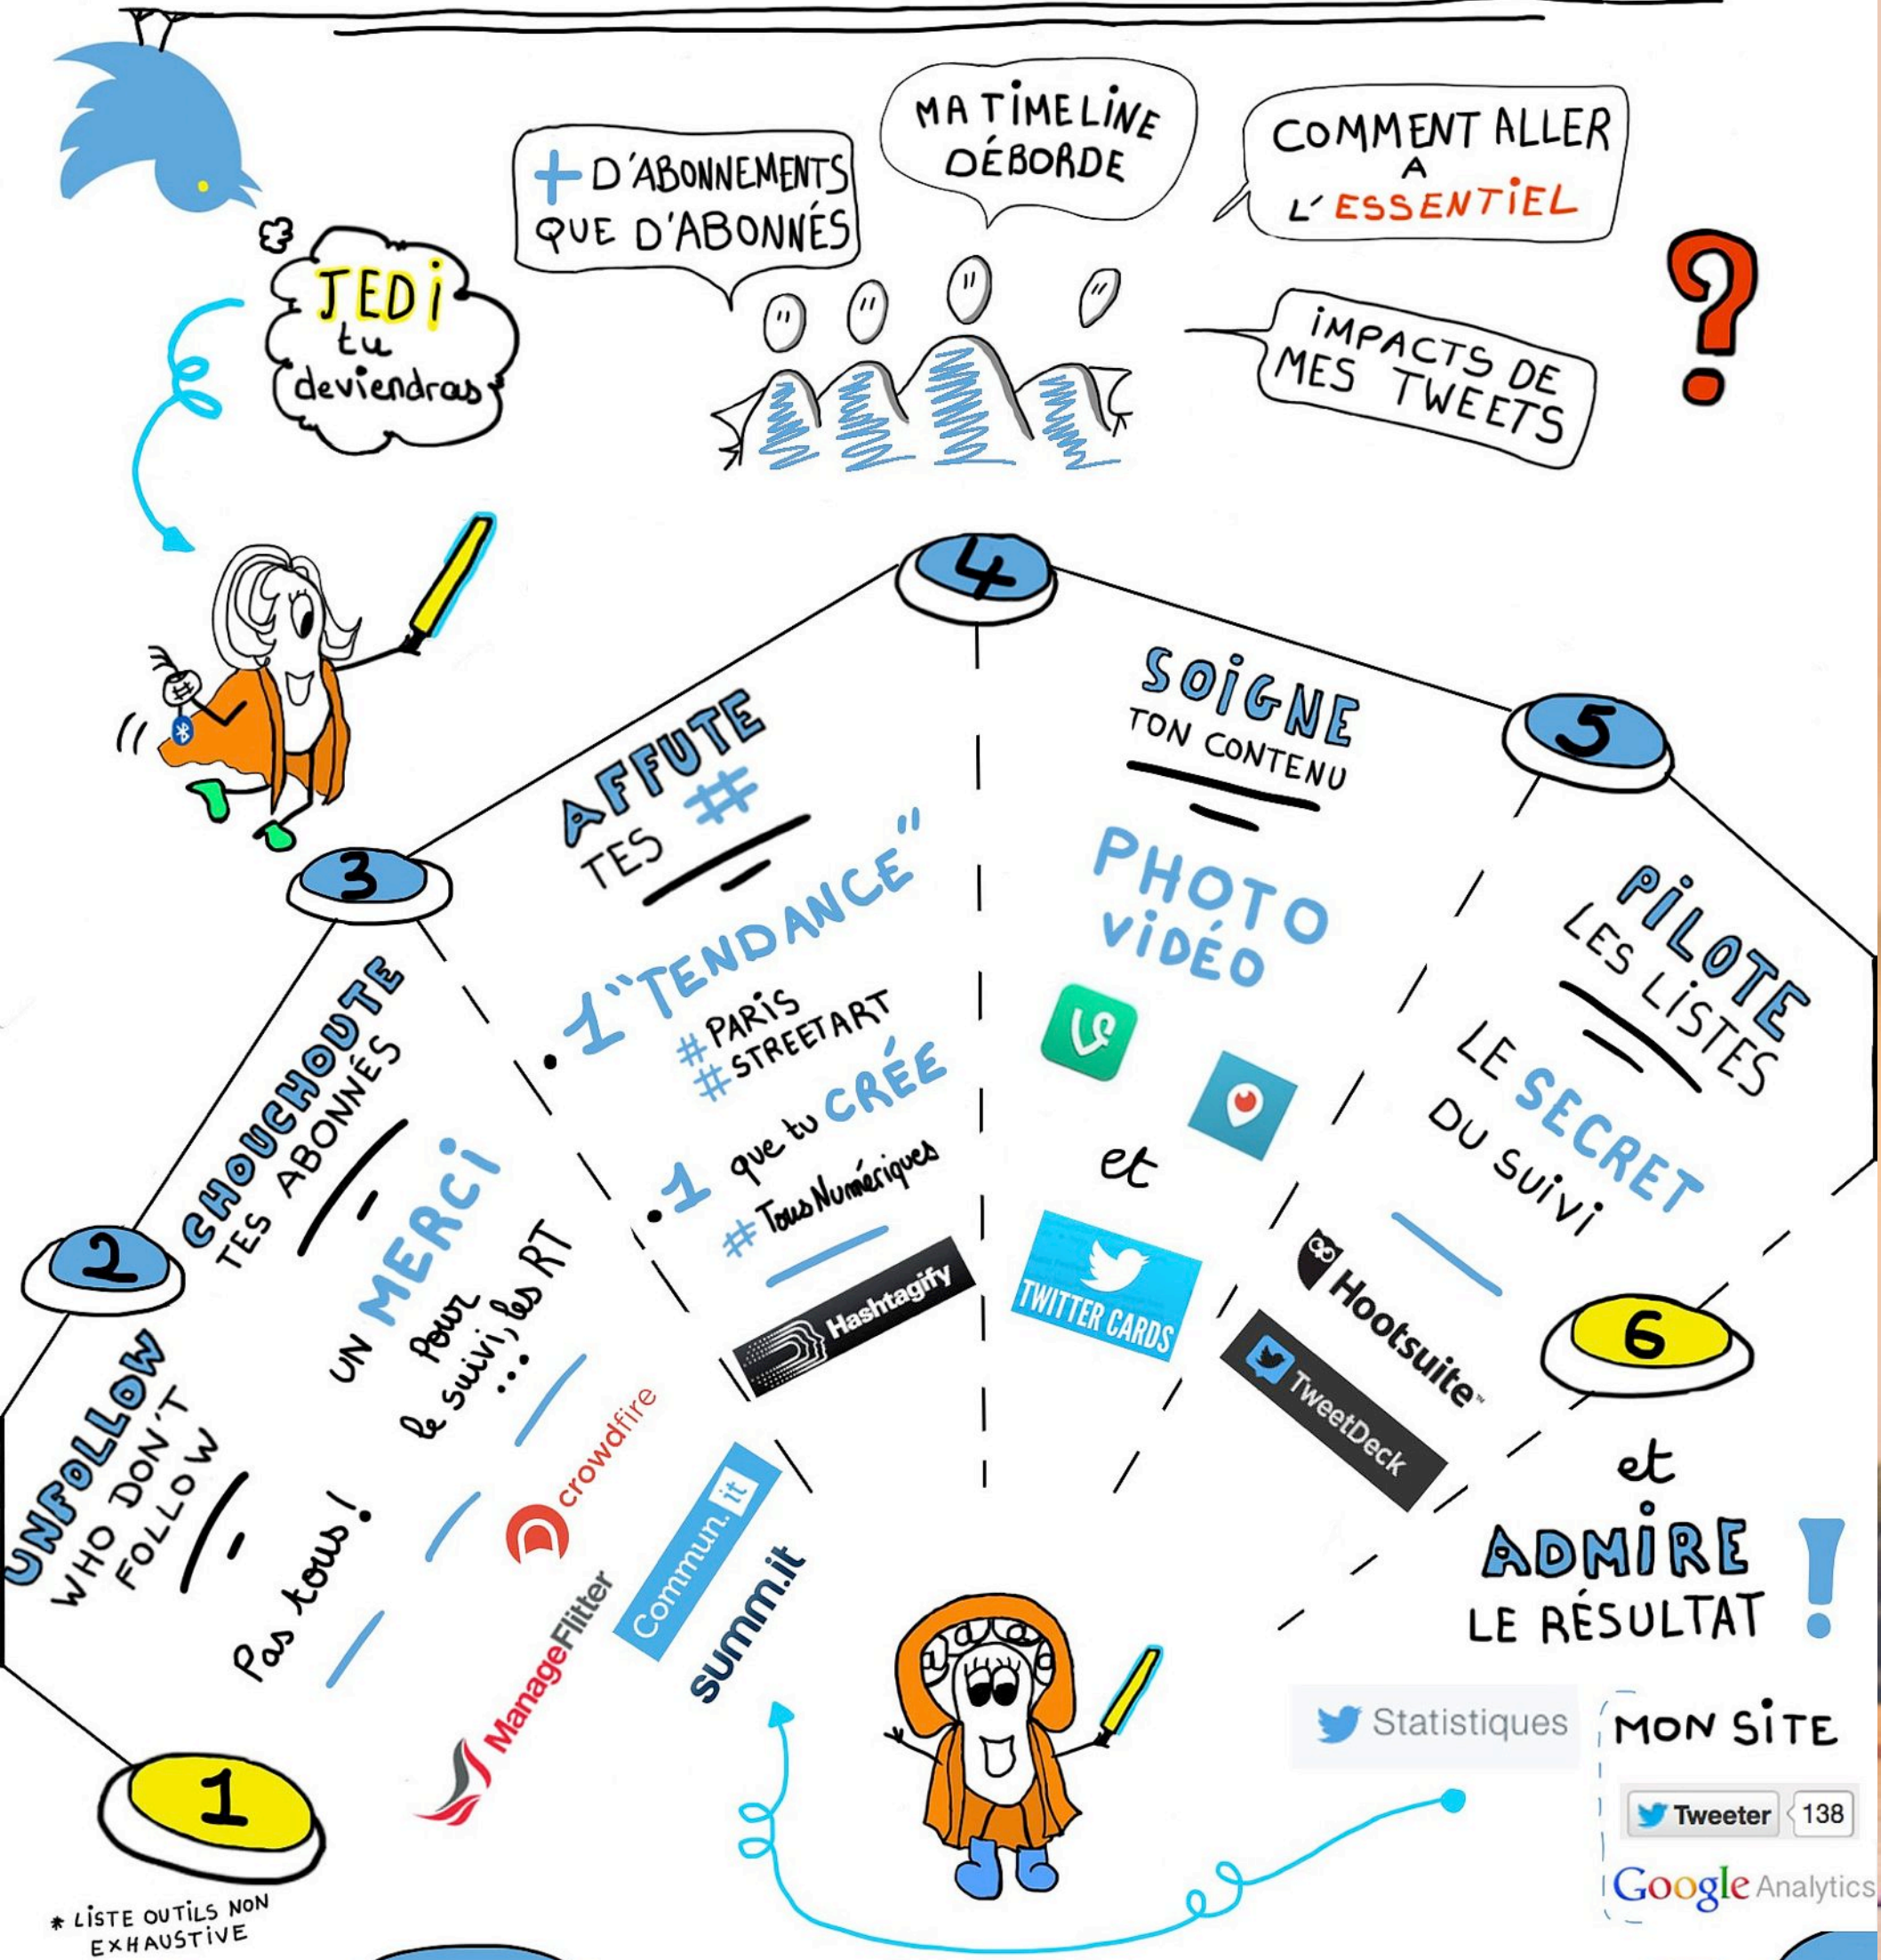 + D'ABONNEMENTS
QUE D'ABONNÉS
MA TIMELINE
DÉBORDE
COMMENT ALLER
A
L'ESSENTIEL
?
IMPACTS DE
MES TWEETS
JEDI
tu
deviendras
1
UNFOLLOW
WHO DON'T
FOLLOW
Pas tous !
ManageFlitter
2
CHOUCHOUTE
TES ABONNÉS
UN MERCI
pour
le suivi, les RT
...
crowdfire
Commun.it
summ.it
3
AFFUTE
TES #
. 1 "TENDANCE"
# PARIS
# STREETART
. 1 que tu CRÉE
# TousNumériques
Hashtagify
4
SOIGNE
TON CONTENU
PHOTO
VIDÉO
et
TWITTER CARDS
5
PILOTE
LES LISTES
LE SECRET
DU SUIVI
Hootsuite™
TweetDeck
6
et
ADMIRE
LE RÉSULTAT !
Statistiques
MON SITE
Tweeter 138
Google Analytics
* LISTE OUTILS NON
EXHAUSTIVE